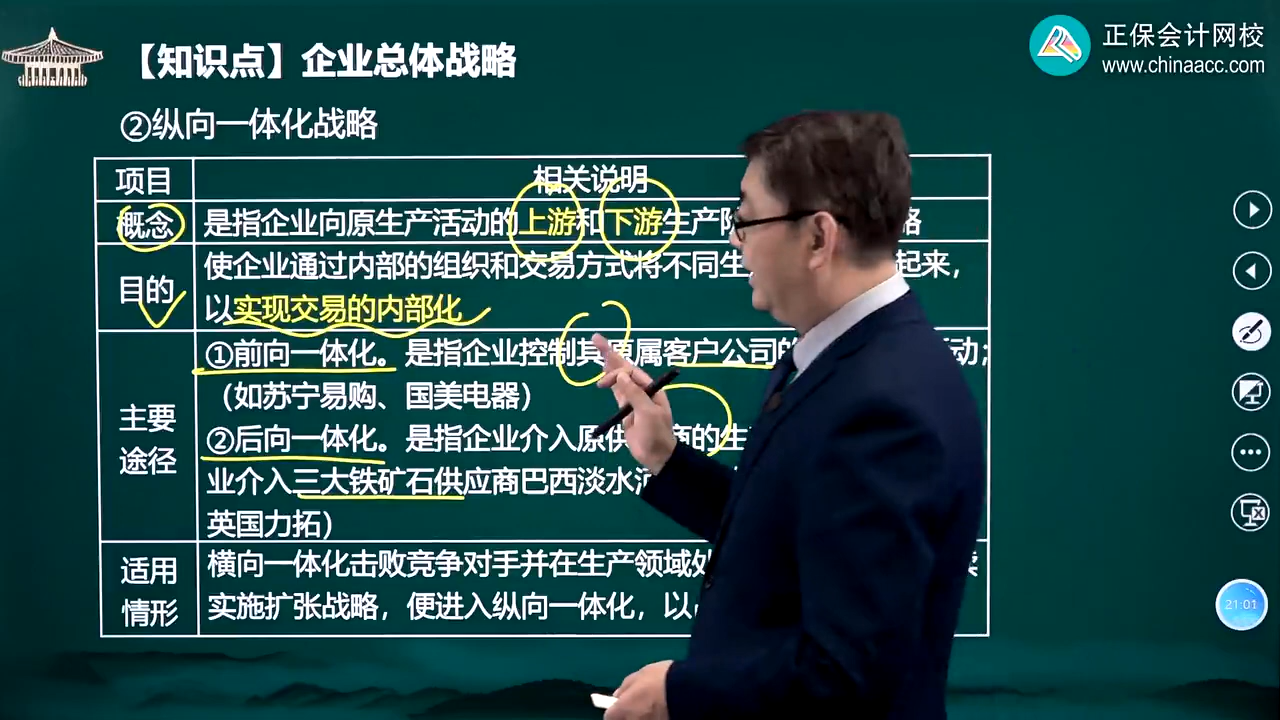 正保会计网校
www.chinaacc.com
【知识点】企业总体战略
②纵向一体化战略
项目
相关说明
概念
是指企业向原生产活动的上游和下游生产阶
目的
使企业通过内部的组织和交易方式将不同生
起来，
以实现交易的内部化
主要
途径
①前向一体化。是指企业控制其原属客户公司的
动；
（如苏宁易购、国美电器）
②后向一体化。是指企业介入原供
商的生
业介入三大铁矿石供应商巴西淡水河
英国力拓）
适用
情形
横向一体化击败竞争对手并在生产领域处
实施扩张战略，便进入纵向一体化，以
21:01